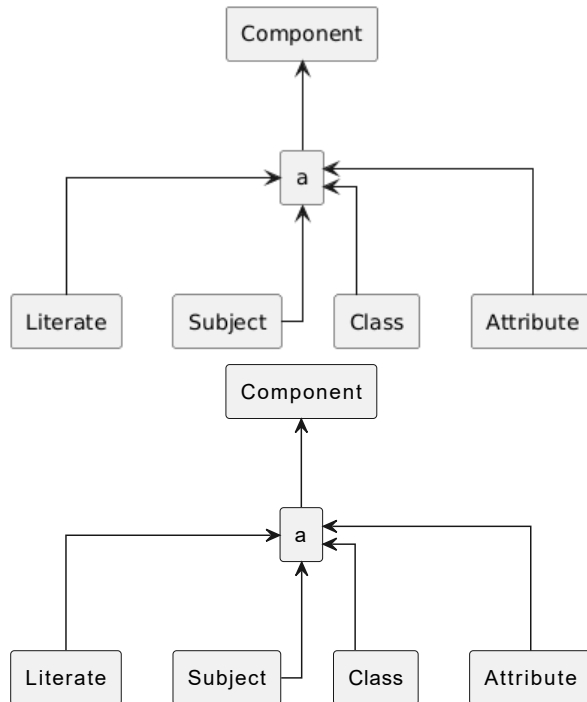 Component
a
Literate Subject Class Attribute
Component
a
Literate Subject Class Attribute